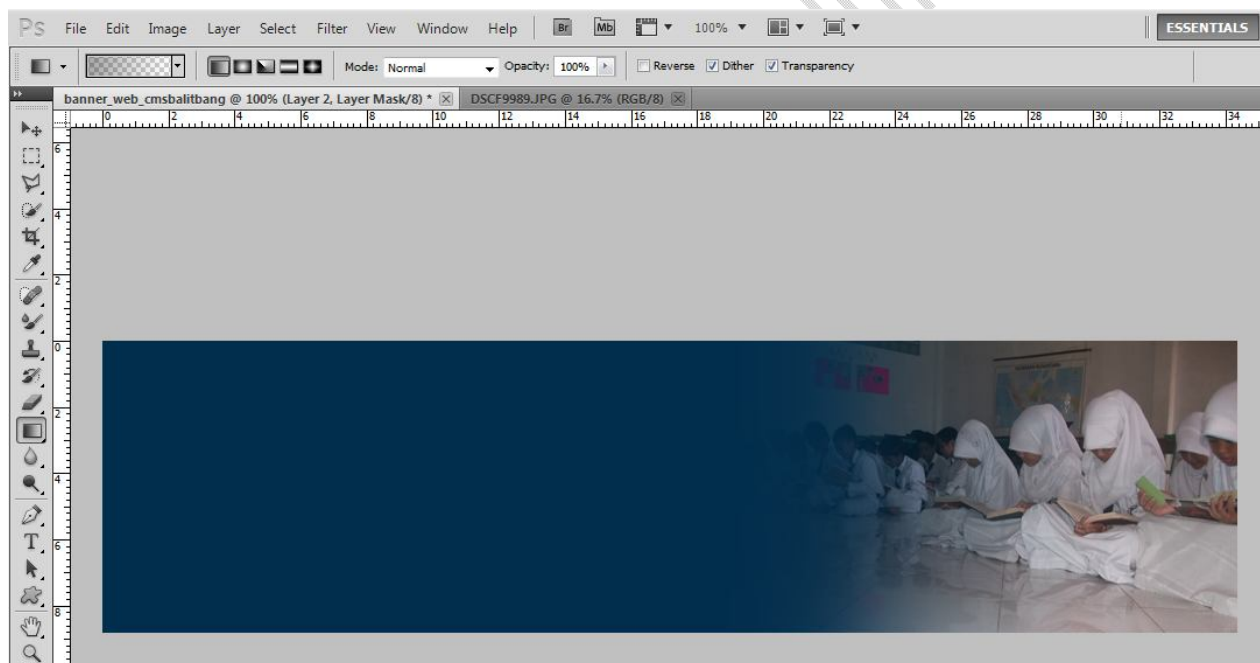 PS File Edit Image Layer Select Filter View Window Help Br Mb 100% ESSENTIALS
Mode: Normal Opacity: 100% Reverse Dither Transparency
banner_web_cmsbalitbang @ 100% (Layer 2, Layer Mask/8) * DSCF9989.JPG @ 16.7% (RGB/8)
0 2 4 6 8 10 12 14 16 18 20 22 24 26 28 30 32 34
6
4
2
0
2
4
6
8
T